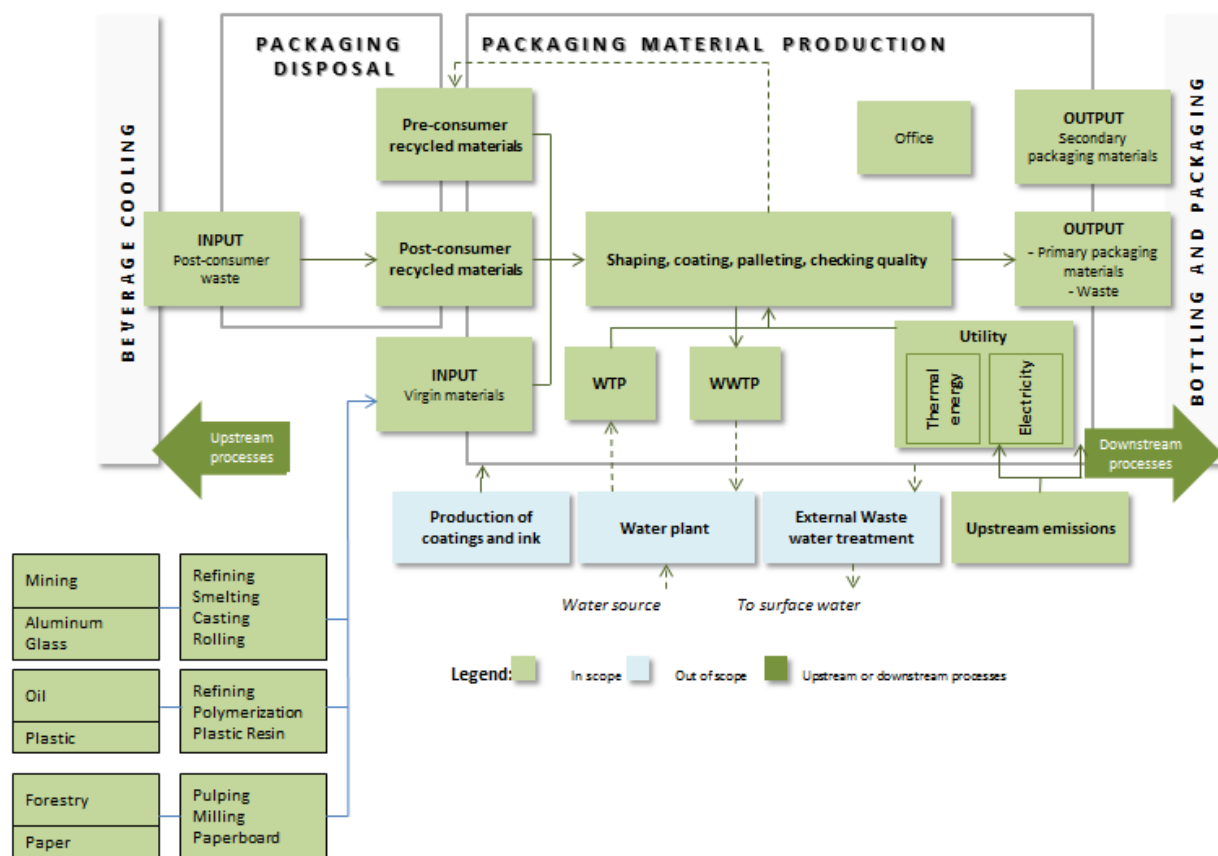 PACKAGING
DISPOSAL
PACKAGING MATERIAL PRODUCTION
BEVERAGE COOLING
BOTTLING AND PACKAGING
Pre-consumer
recycled materials
Office
OUTPUT
Secondary
packaging materials
INPUT
Post-consumer
waste
Post-consumer
recycled materials
Shaping, coating, palleting, checking quality
OUTPUT
- Primary packaging
materials
- Waste
INPUT
Virgin materials
WTP
WWTP
Utility
Thermal
energy
Electricity
Upstream
processes
Downstream
processes
Production of
coatings and ink
Water plant
External Waste
water treatment
Upstream emissions
Water source
To surface water
Mining
Aluminum
Glass
Refining
Smelting
Casting
Rolling
Oil
Plastic
Refining
Polymerization
Plastic Resin
Forestry
Paper
Pulping
Milling
Paperboard
Legend:
In scope
Out of scope
Upstream or downstream processes